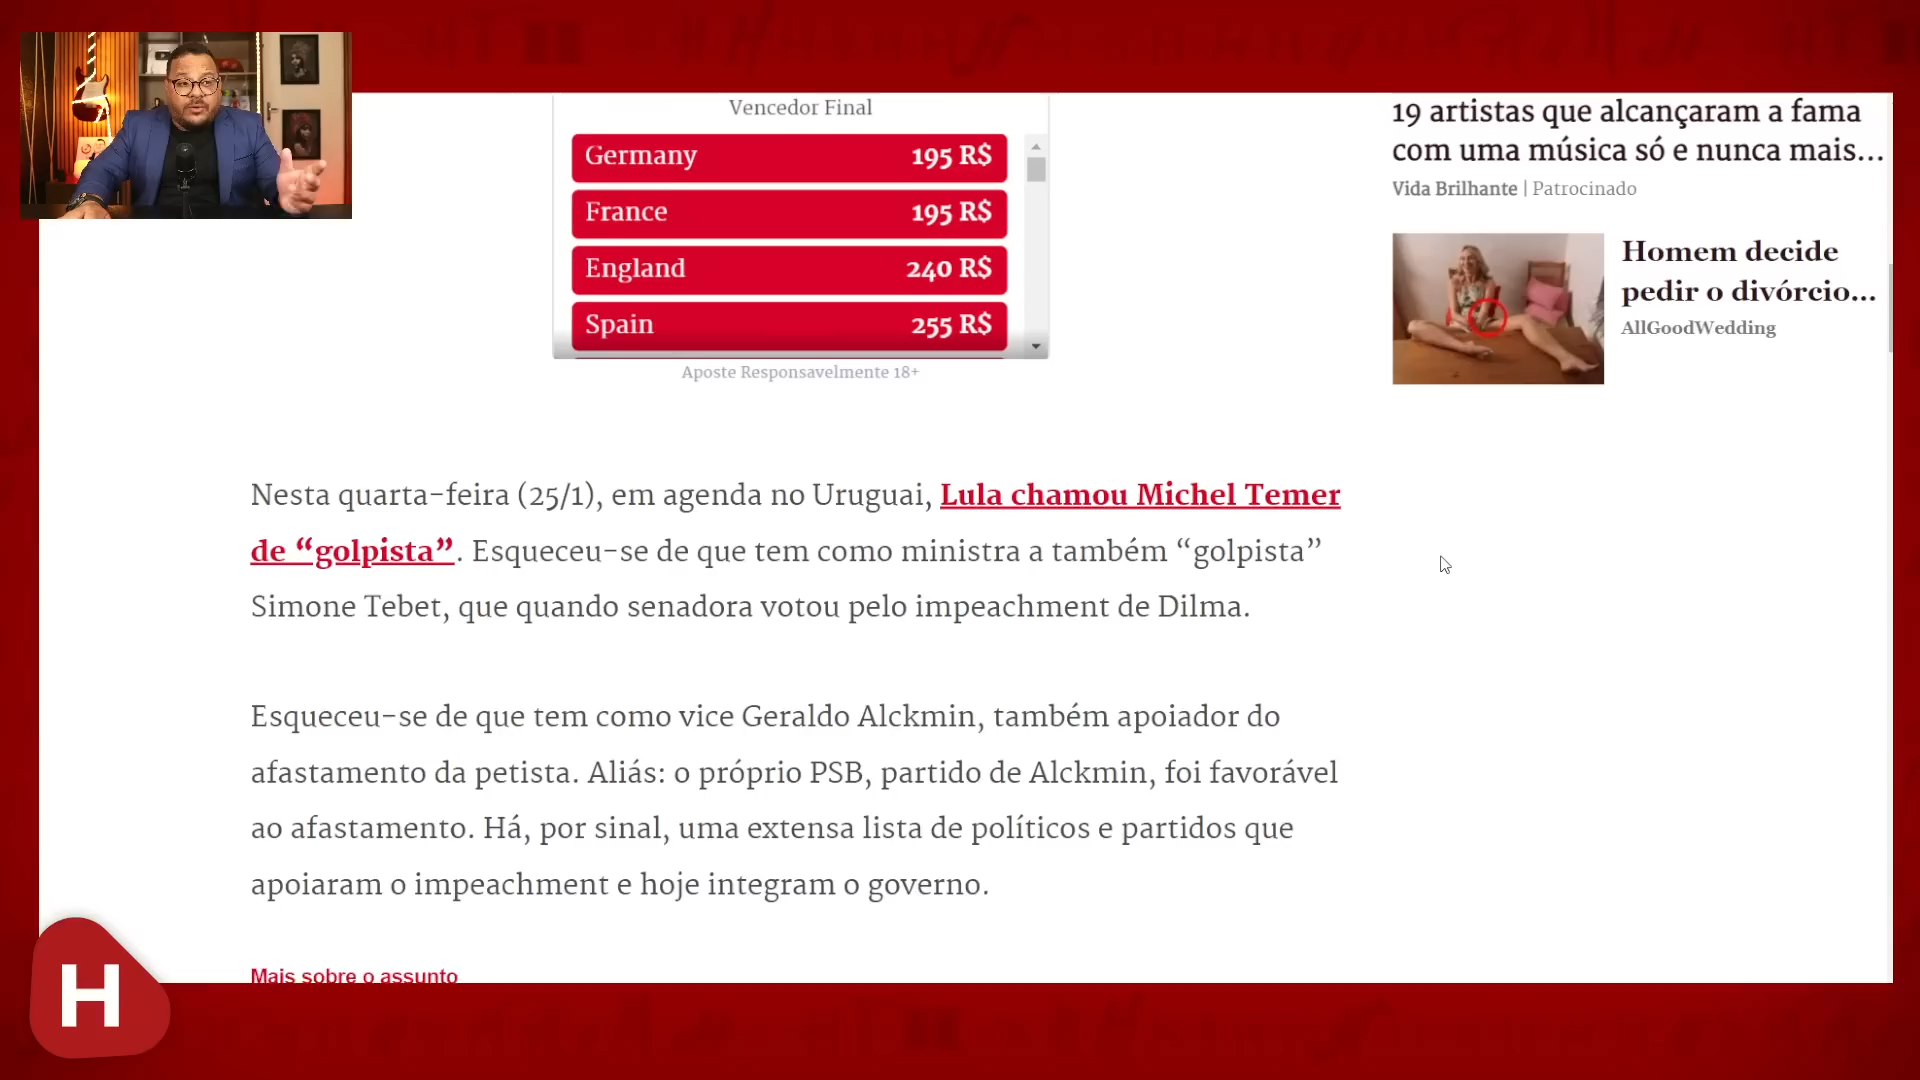 Vencedor Final
Germany 195 R$
France 195 R$
England 240 R$
Spain 255 R$
Aposte Responsavelmente 18+
19 artistas que alcançaram a fama
com uma música só e nunca mais...
Vida Brilhante | Patrocinado
Homem decide
pedir o divórcio...
AllGoodWedding
Nesta quarta-feira (25/1), em agenda no Uruguai, Lula chamou Michel Temer
de “golpista”. Esqueceu-se de que tem como ministra a também “golpista”
Simone Tebet, que quando senadora votou pelo impeachment de Dilma.
Esqueceu-se de que tem como vice Geraldo Alckmin, também apoiador do
afastamento da petista. Aliás: o próprio PSB, partido de Alckmin, foi favorável
ao afastamento. Há, por sinal, uma extensa lista de políticos e partidos que
apoiaram o impeachment e hoje integram o governo.
Mais sobre o assunto
H